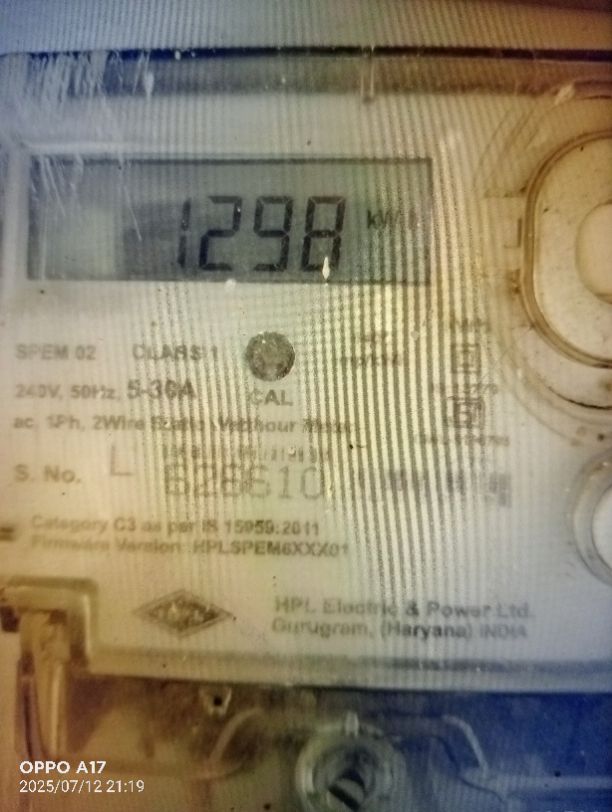 1298 kWh
SPEM 02 CLASS 1
240V, 50Hz, 5-30A
CAL
ac, 1Ph, 2Wire Static Watthour Meter
S. No. L 626610
Category C3 as per IS 15959:2011
Firmware Version: HPLSPEM6XXX01
HPL Electric & Power Ltd.
Gurugram, (Haryana) INDIA
OPPO A17
2025/07/12 21:19